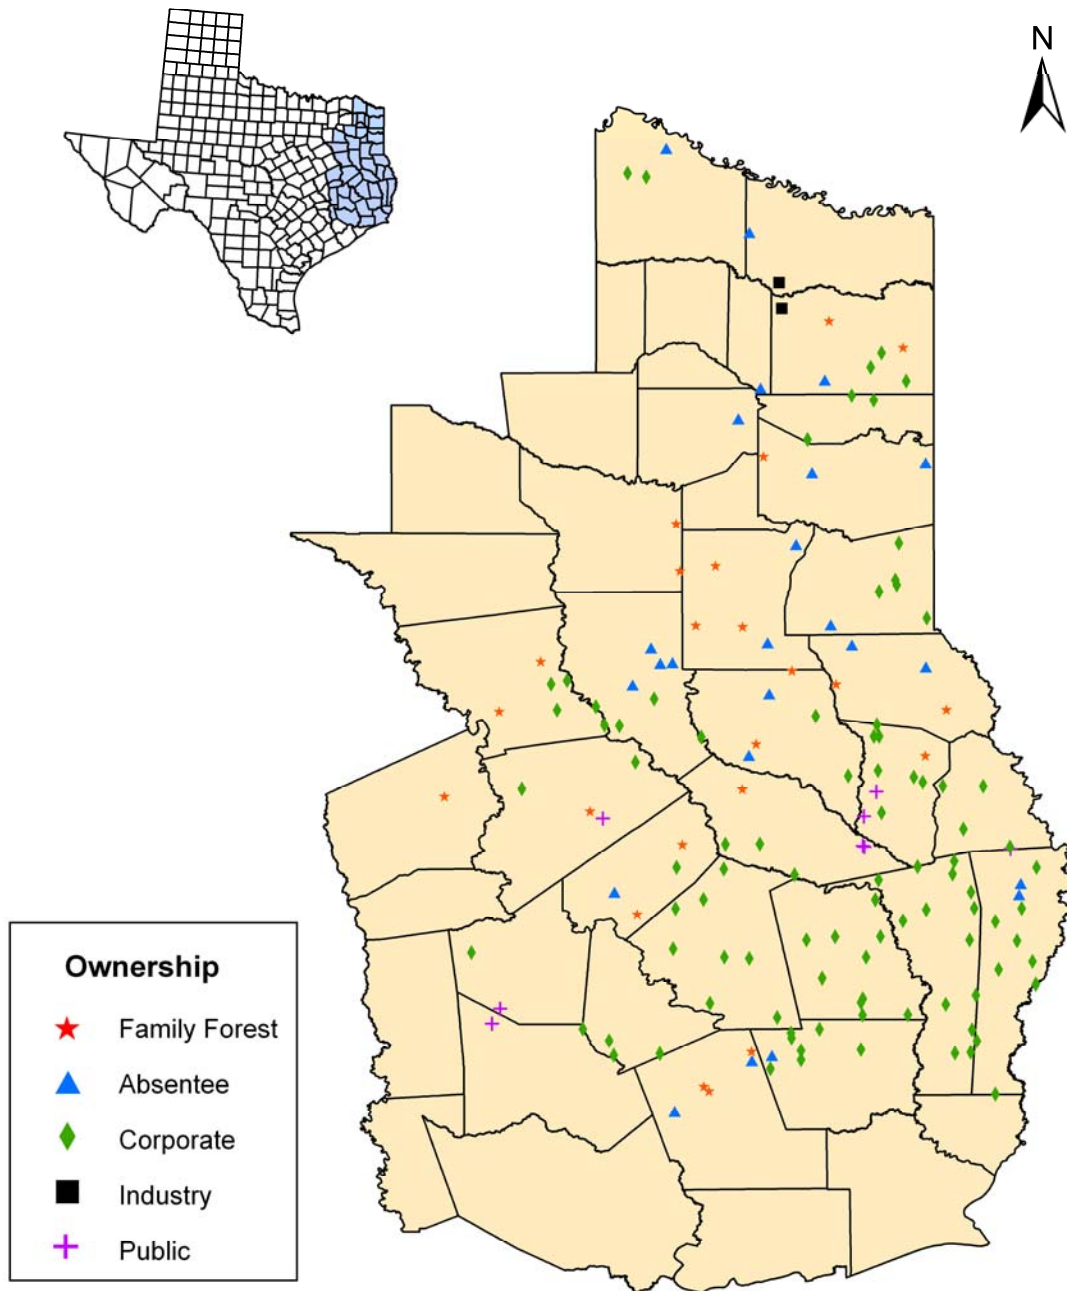 N
Ownership
Family Forest
Absentee
Corporate
Industry
Public